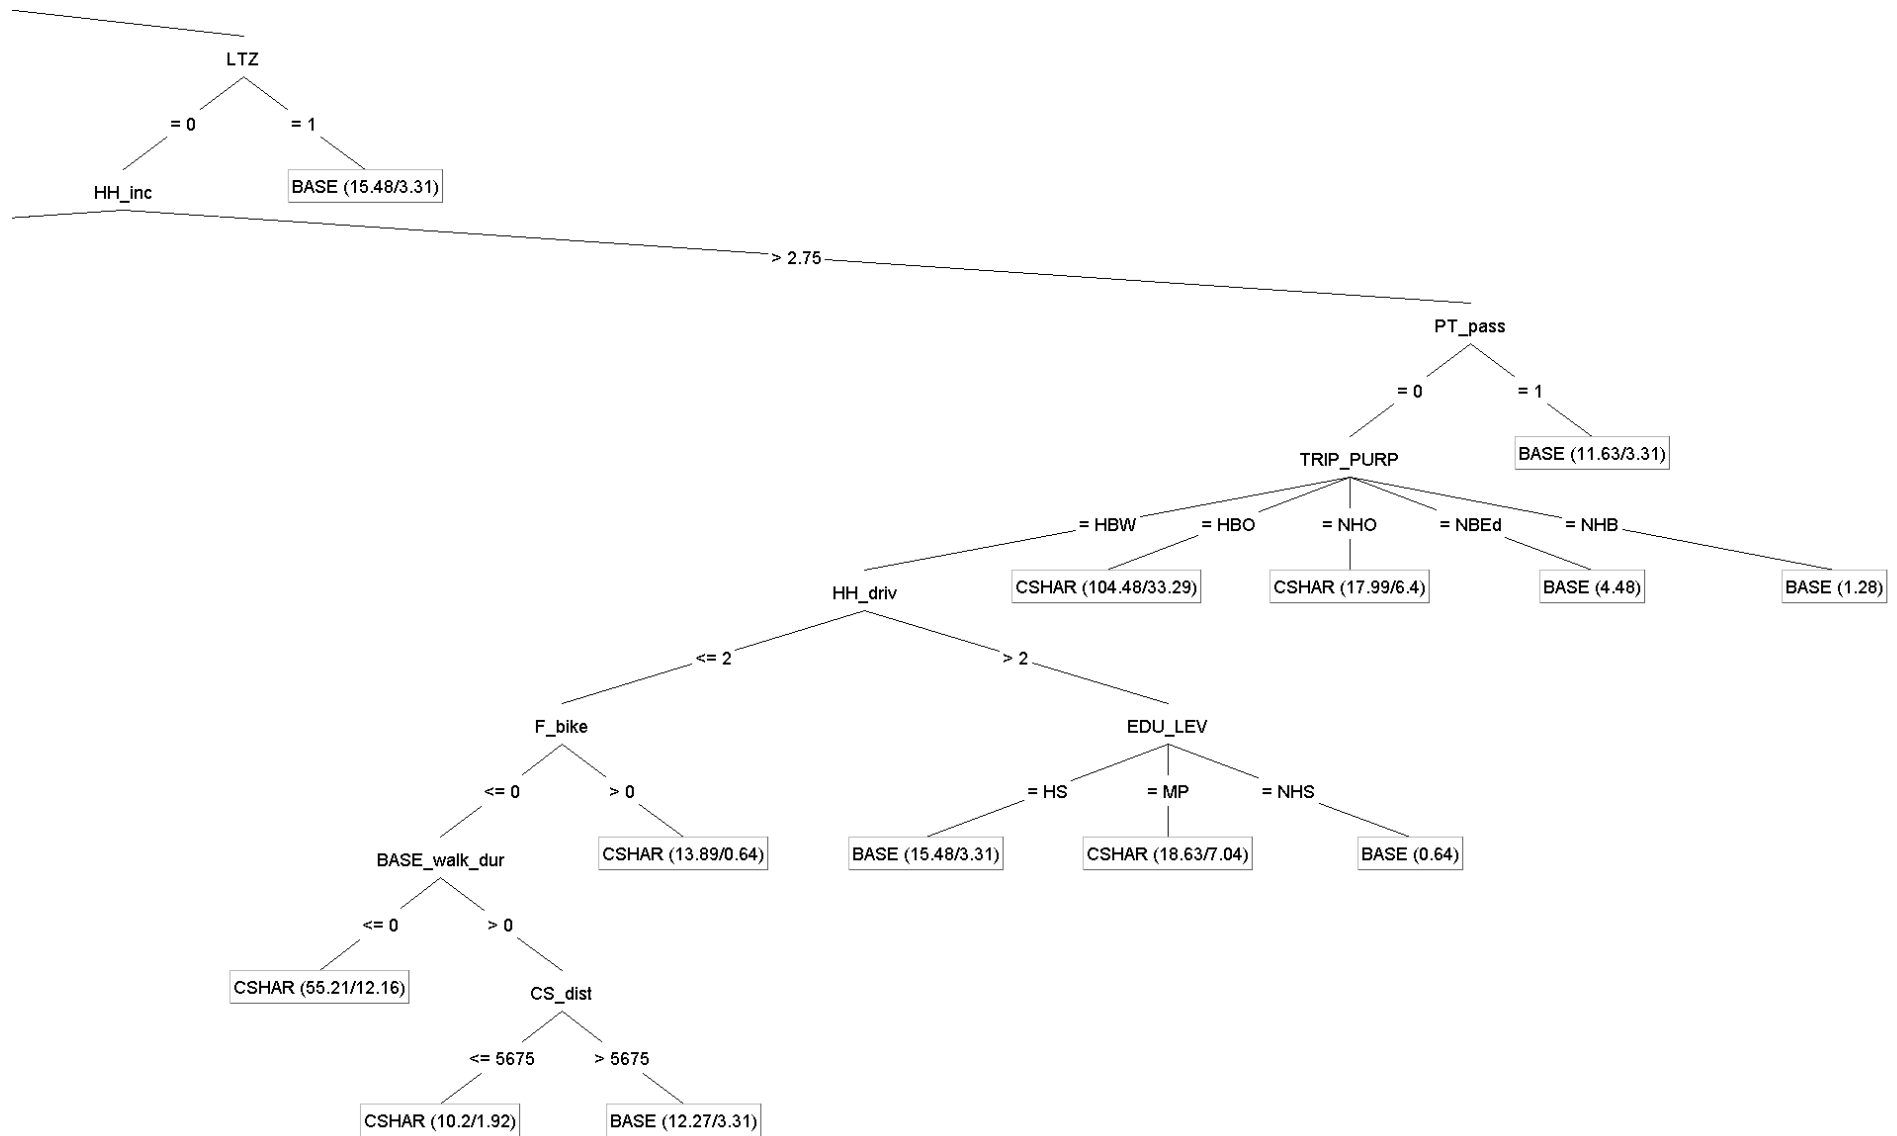 LTZ
= 0
= 1
BASE (15.48/3.31)
HH_inc
> 2.75
PT_pass
= 0
= 1
BASE (11.63/3.31)
TRIP_PURP
= HBW
= HBO
= NHO
= NBEd
= NHB
CSHAR (104.48/33.29)
CSHAR (17.99/6.4)
BASE (4.48)
BASE (1.28)
HH_driv
<= 2
> 2
F_bike
EDU_LEV
<= 0
> 0
= HS
= MP
= NHS
BASE_walk_dur
CSHAR (13.89/0.64)
BASE (15.48/3.31)
CSHAR (18.63/7.04)
BASE (0.64)
<= 0
> 0
CSHAR (55.21/12.16)
CS_dist
<= 5675
> 5675
CSHAR (10.2/1.92)
BASE (12.27/3.31)